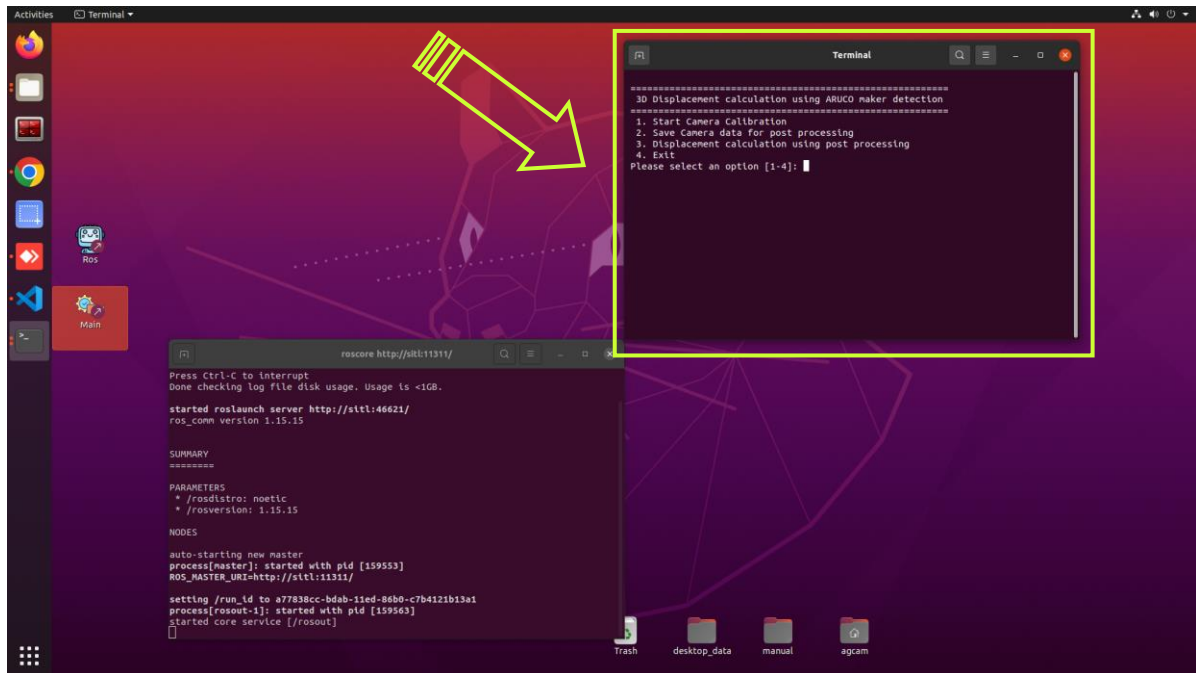 Activities
Terminal
Terminal
=========================================================
3D Displacement calculation using ARUCO maker detection
=========================================================
1. Start Camera Calibration
2. Save Camera data for post processing
3. Displacement calculation using post processing
4. Exit
Please select an option [1-4]:
Ros
Main
roscore http://sitl:11311/
Press Ctrl-C to interrupt
Done checking log file disk usage. Usage is <1GB.
started roslaunch server http://sitl:46621/
ros_comm version 1.15.15
SUMMARY
========
PARAMETERS
* /rosdistro: noetic
* /rosversion: 1.15.15
NODES
auto-starting new master
process[master]: started with pid [159553]
ROS_MASTER_URI=http://sitl:11311/
setting /run_id to a77838cc-bdab-11ed-86b0-c7b4121b13a1
process[rosout-1]: started with pid [159563]
started core service [/rosout]
Trash
desktop_data
manual
agcam